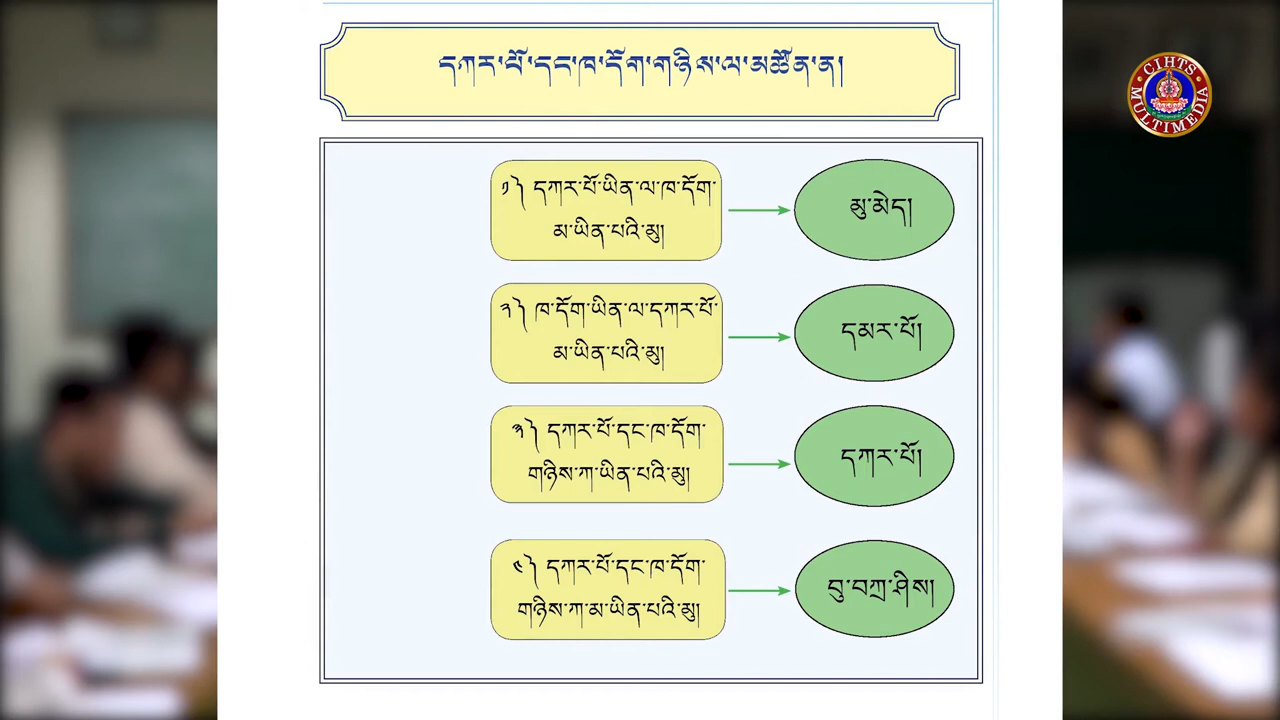 དཀར་པོ་དང་ཁ་དོག་གཉིས་ལ་མཚོན་ན།
༡༽ དཀར་པོ་ཡིན་ལ་ཁ་དོག་
མ་ཡིན་པའི་མུ།
མུ་མེད།
༢༽ ཁ་དོག་ཡིན་ལ་དཀར་པོ་
མ་ཡིན་པའི་མུ།
དམར་པོ།
༣༽ དཀར་པོ་དང་ཁ་དོག་
གཉིས་ཀ་ཡིན་པའི་མུ།
དཀར་པོ།
༤༽ དཀར་པོ་དང་ཁ་དོག་
གཉིས་ཀ་མ་ཡིན་པའི་མུ།
བུ་བཀྲ་ཤིས།
CIHTS
MULTIMEDIA